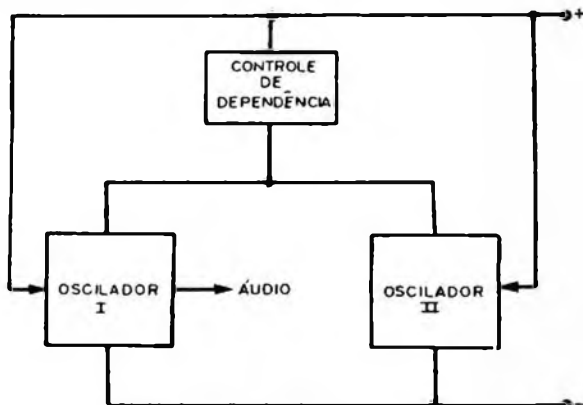 +
CONTROLE
DE
DEPENDÊNCIA
OSCILADOR
I
ÁUDIO
OSCILADOR
II
-